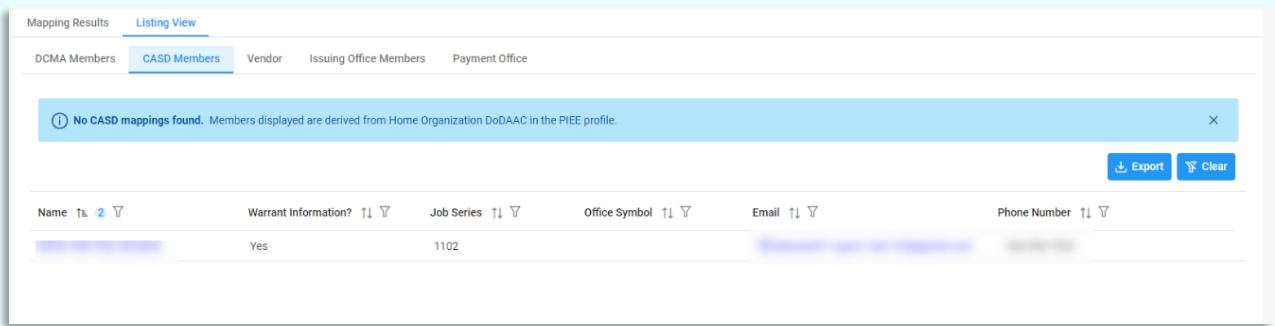 Mapping Results Listing View
DCMA Members CASD Members Vendor Issuing Office Members Payment Office
No CASD mappings found. Members displayed are derived from Home Organization DoDAAC in the PIEE profile.
Export Clear
Name 2 Warrant Information? Job Series Office Symbol Email Phone Number
Yes 1102